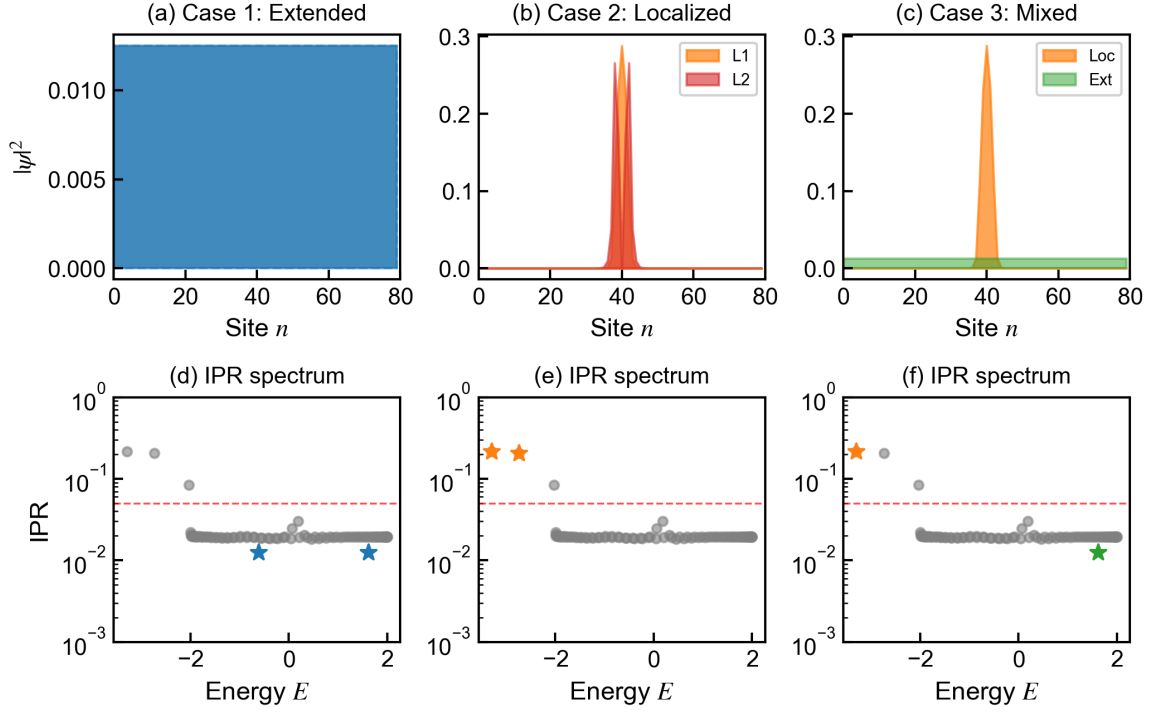 (a) Case 1: Extended
(b) Case 2: Localized
(c) Case 3: Mixed
|ψ|²
0.010
0.005
0.000
0 20 40 60 80
Site n
0.3
0.2
0.1
0.0
L1
L2
0 20 40 60 80
Site n
0.3
0.2
0.1
0.0
Loc
Ext
0 20 40 60 80
Site n
(d) IPR spectrum
(e) IPR spectrum
(f) IPR spectrum
IPR
10⁰
10⁻¹
10⁻²
10⁻³
−2 0 2
Energy E
10⁰
10⁻¹
10⁻²
10⁻³
−2 0 2
Energy E
10⁰
10⁻¹
10⁻²
10⁻³
−2 0 2
Energy E